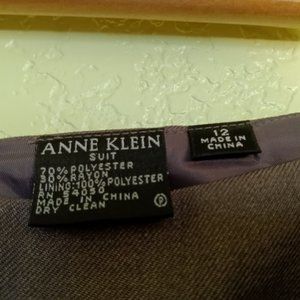 ANNE KLEIN
SUIT
70% POLYESTER
30% RAYON
LINING: 100% POLYESTER
RN 54050
MADE IN CHINA
DRY CLEAN
P
12
MADE IN
CHINA